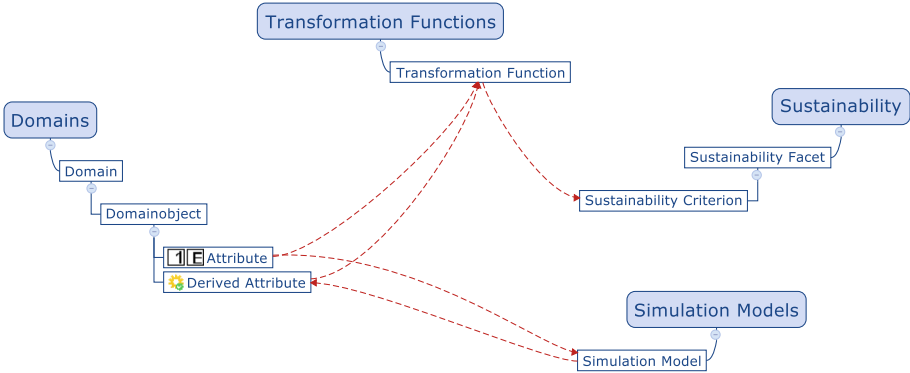 Transformation Functions
Transformation Function
Domains
Domain
Domainobject
1 E Attribute
Derived Attribute
Sustainability
Sustainability Facet
Sustainability Criterion
Simulation Models
Simulation Model